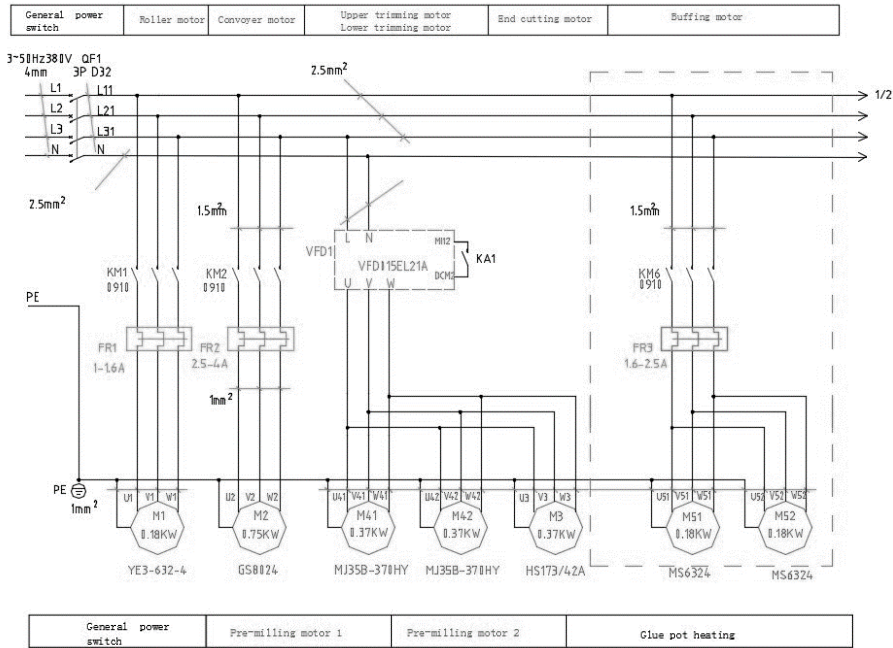 General power
switch
Roller motor
Convoyer motor
Upper trimming motor
Lower trimming motor
End cutting motor
Buffing motor
3~50Hz380V QF1
4mm 3P D32
L1 L11
L2 L21
L3 L31
N N
2.5mm²
2.5mm²
1/2
1.5mm²
1.5mm²
L N
VFD1
VFD015EL21A
MI12
DCM2
KA1
U V W
KM1
0910
KM2
0910
KM6
0910
PE
FR1
1-1.6A
FR2
2.5-4A
FR3
1.6-2.5A
1mm²
PE
1mm²
U1 V1 W1
U2 V2 W2
U41 V41 W41
U42 V42 W42
U3 V3 W3
U51 V51 W51
U52 V52 W52
M1
0.18KW
M2
0.75KW
M41
0.37KW
M42
0.37KW
M3
0.37KW
M51
0.18KW
M52
0.18KW
YE3-632-4
GS8024
MJ35B-370HY
MJ35B-370HY
HS173/42A
MS6324
MS6324
General power
switch
Pre-milling motor 1
Pre-milling motor 2
Glue pot heating